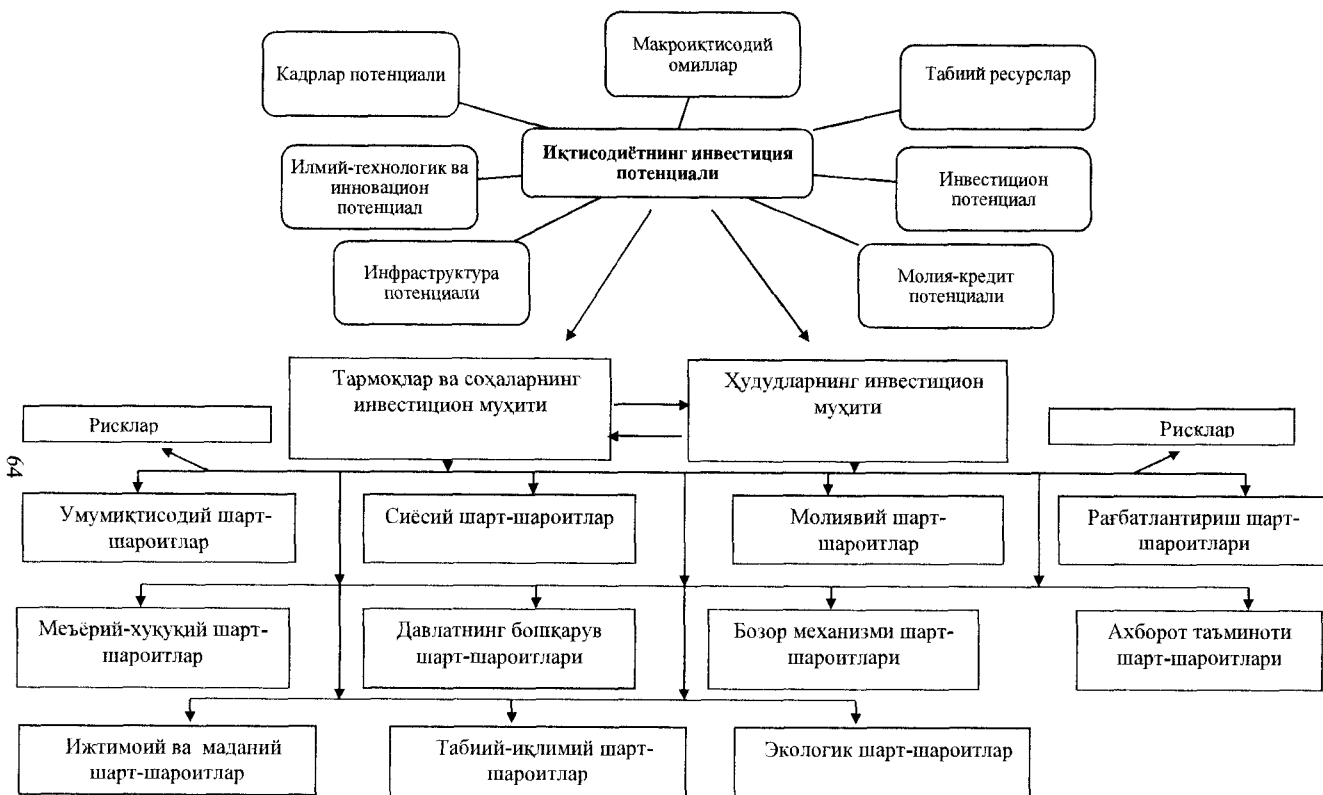 Макроиқтисодий
омиллар
Кадрлар потенциали
Табиий ресурслар
Иқтисодиётнинг инвестиция
потенциали
Илмий-технологик ва
инновацион
потенциал
Инвестицион
потенциал
Инфраструктура
потенциали
Молия-кредит
потенциали
Тармоқлар ва соҳаларнинг
инвестицион муҳити
Ҳудудларнинг инвестицион
муҳити
Рисклар
Рисклар
64
Умумиқтисодий шарт-
шароитлар
Сиёсий шарт-шароитлар
Молиявий шарт-
шароитлар
Рағбатлантириш шарт-
шароитлари
Меъёрий-хуқуқий шарт-
шароитлар
Давлатнинг бошқарув
шарт-шароитлари
Бозор механизми шарт-
шароитлари
Ахборот таъминоти
шарт-шароитлари
Ижтимоий ва маданий
шарт-шароитлар
Табиий-иқлимий шарт-
шароитлар
Экологик шарт-шароитлар